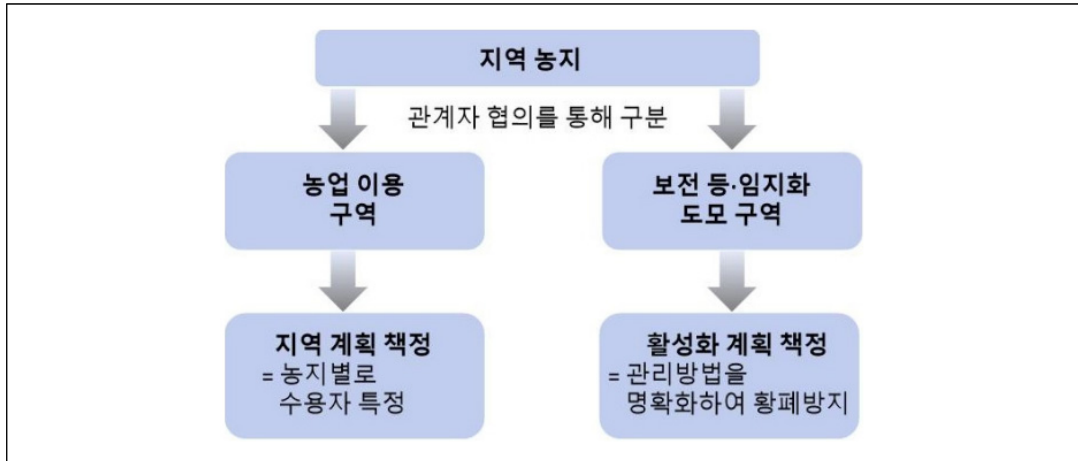 지역 농지
관계자 협의를 통해 구분
농업 이용
구역
보전 등·임지화
도모 구역
지역 계획 책정
= 농지별로
수용자 특정
활성화 계획 책정
= 관리방법을
명확화하여 황폐방지